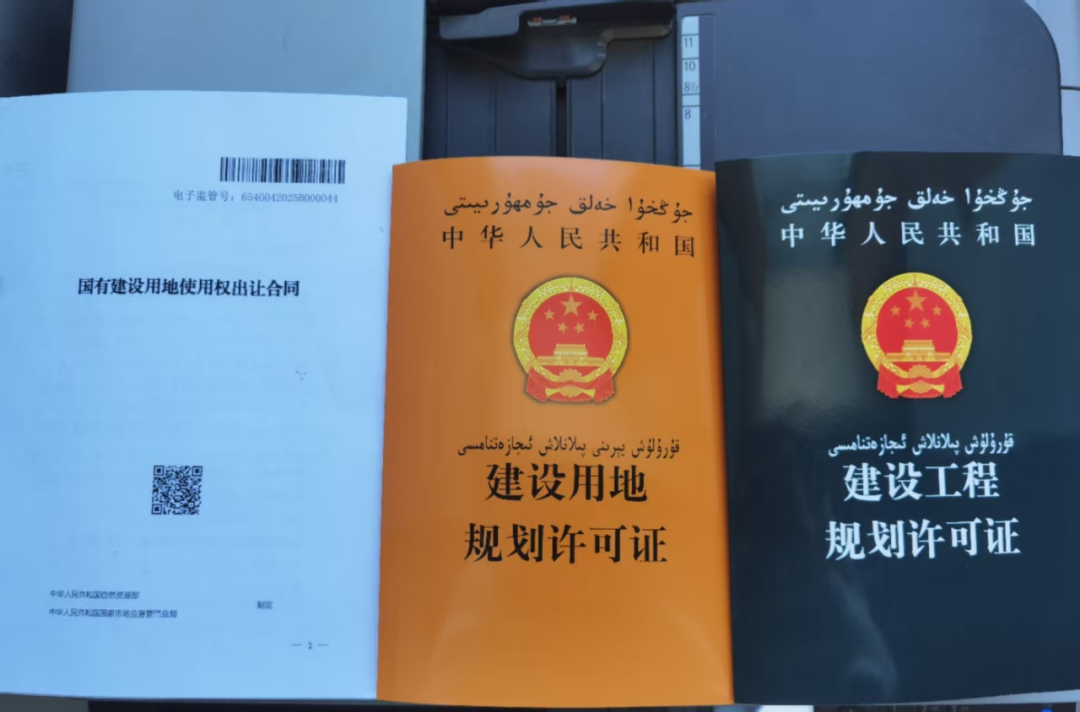 11
10
8½
8
电子监管号：6540042025B000044
国有建设用地使用权出让合同
中华人民共和国自然资源部
中华人民共和国国家市场监督管理总局
制定
— 1 —
جۇڭخۇا خەلق جۇمھۇرىيىتى
中华人民共和国
قۇرۇلۇش يېرىنى پىلانلاش ئىجازەتنامىسى
建设用地
规划许可证
جۇڭخۇا خەلق جۇمھۇرىيىتى
中华人民共和国
قۇرۇلۇش پىلانلاش ئىجازەتنامىسى
建设工程
规划许可证